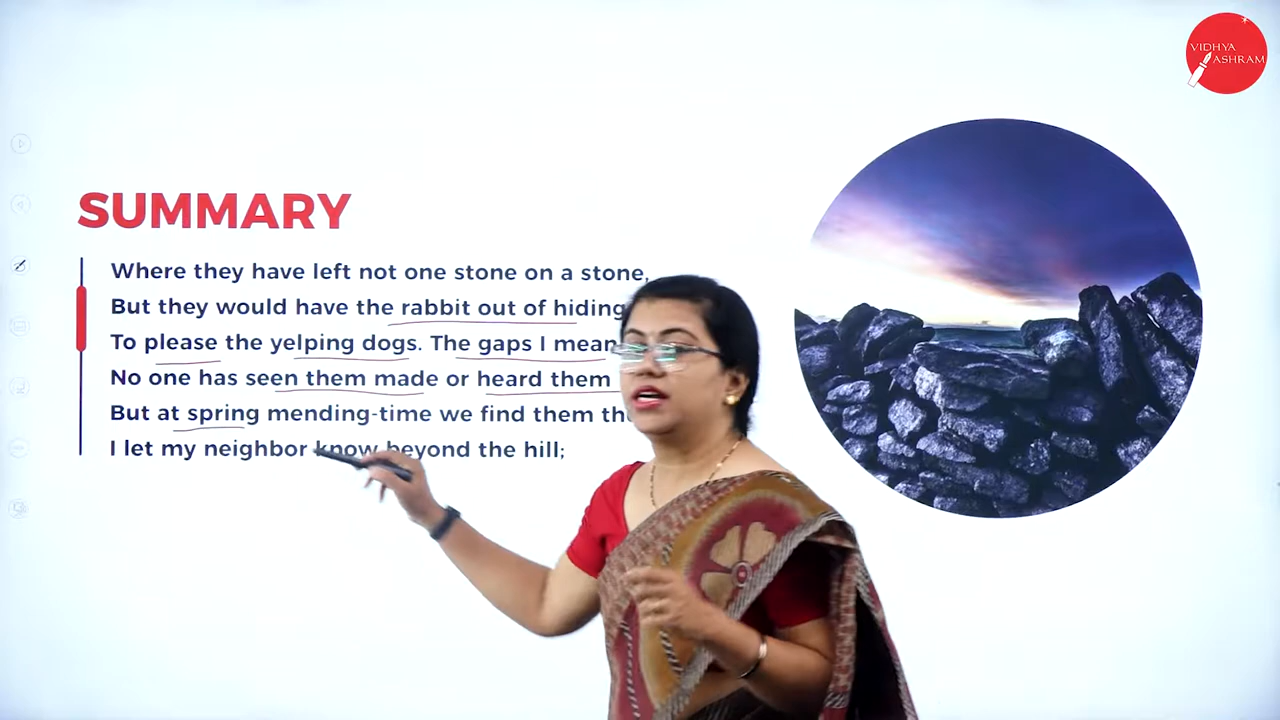 VIDHYA
ASHRAM
SUMMARY
Where they have left not one stone on a stone,
But they would have the rabbit out of hiding
To please the yelping dogs. The gaps I mean
No one has seen them made or heard them
But at spring mending-time we find them
I let my neighbor know beyond the hill;